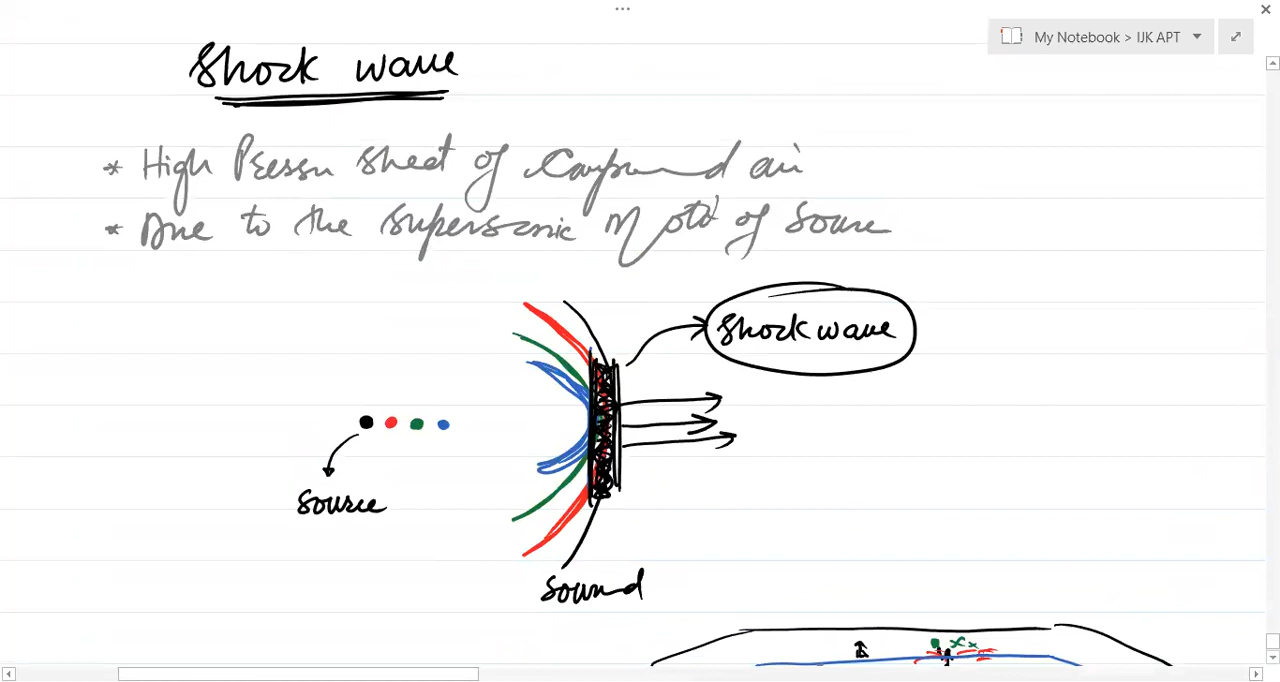 My Notebook > IJK APT
Shock wave
* High Pressu sheet of Compressed air
* Due to the supersonic Motio of Source
Shock wave
Source
Sound